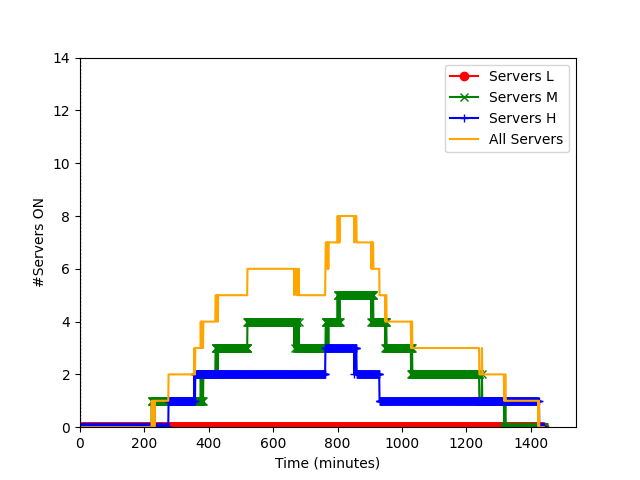 14
12
10
8
6
4
2
0
#Servers ON
0 200 400 600 800 1000 1200 1400
Time (minutes)
Servers L
Servers M
Servers H
All Servers